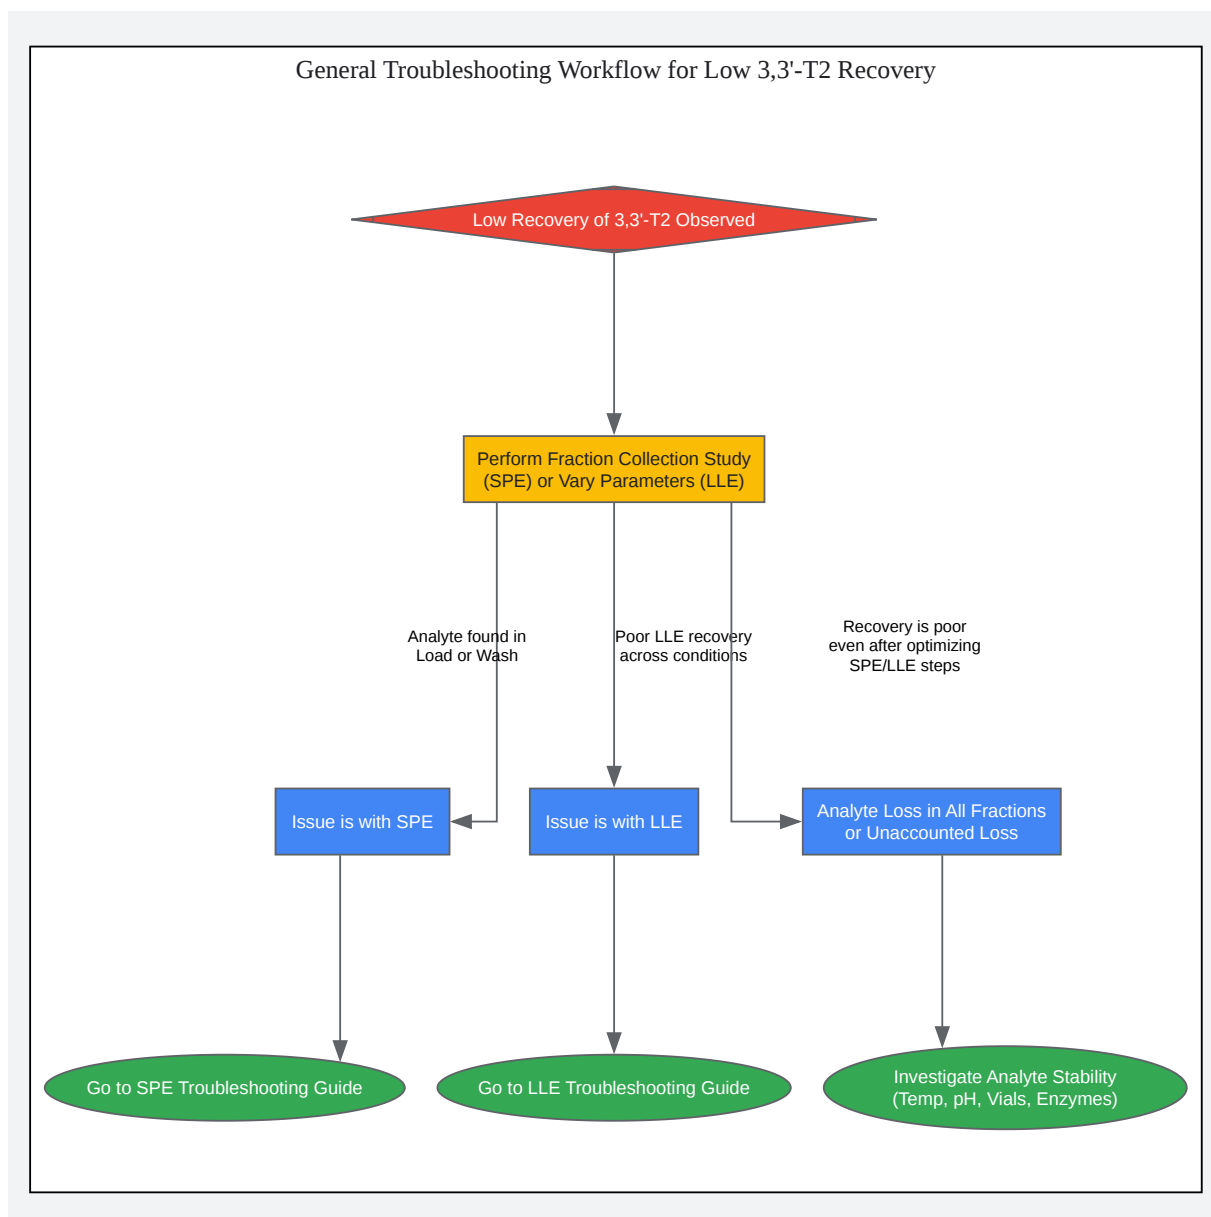 General Troubleshooting Workflow for Low 3,3'-T2 Recovery
Low Recovery of 3,3'-T2 Observed
Perform Fraction Collection Study
(SPE) or Vary Parameters (LLE)
Analyte found in
Load or Wash
Poor LLE recovery
across conditions
Recovery is poor
even after optimizing
SPE/LLE steps
Issue is with SPE
Issue is with LLE
Analyte Loss in All Fractions
or Unaccounted Loss
Go to SPE Troubleshooting Guide
Go to LLE Troubleshooting Guide
Investigate Analyte Stability
(Temp, pH, Vials, Enzymes)